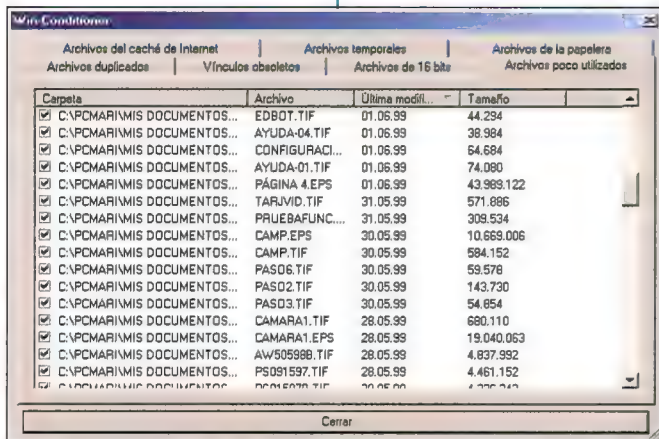 Win-Conditioner
Archivos del caché de Internet Archivos temporales Archivos de la papelera
Archivos duplicados Vínculos obsoletos Archivos de 16 bits Archivos poco utilizados
Carpeta Archivo Última modifi... Tamaño
C:\PCMARI\MIS DOCUMENTOS... EDBOT.TIF 01.06.99 44.294
C:\PCMARI\MIS DOCUMENTOS... AYUDA-04.TIF 01.06.99 38.984
C:\PCMARI\MIS DOCUMENTOS... CONFIGURACI... 01.06.99 64.684
C:\PCMARI\MIS DOCUMENTOS... AYUDA-01.TIF 01.06.99 74.080
C:\PCMARI\MIS DOCUMENTOS... PÁGINA 4.EPS 01.06.99 43.989.122
C:\PCMARI\MIS DOCUMENTOS... TARJVID.TIF 31.05.99 571.886
C:\PCMARI\MIS DOCUMENTOS... PRUEBAFUNC.... 31.05.99 309.534
C:\PCMARI\MIS DOCUMENTOS... CAMP.EPS 30.05.99 10.669.006
C:\PCMARI\MIS DOCUMENTOS... CAMP.TIF 30.05.99 584.152
C:\PCMARI\MIS DOCUMENTOS... PASO6.TIF 30.05.99 59.578
C:\PCMARI\MIS DOCUMENTOS... PASO2.TIF 30.05.99 143.730
C:\PCMARI\MIS DOCUMENTOS... PASO3.TIF 30.05.99 54.854
C:\PCMARI\MIS DOCUMENTOS... CAMARA1.TIF 28.05.99 680.110
C:\PCMARI\MIS DOCUMENTOS... CAMARA1.EPS 28.05.99 19.040.063
C:\PCMARI\MIS DOCUMENTOS... AW50598B.TIF 28.05.99 4.837.992
C:\PCMARI\MIS DOCUMENTOS... PS091597.TIF 28.05.99 4.461.152
C:\PCMARI\MIS DOCUMENTOS
Cerrar